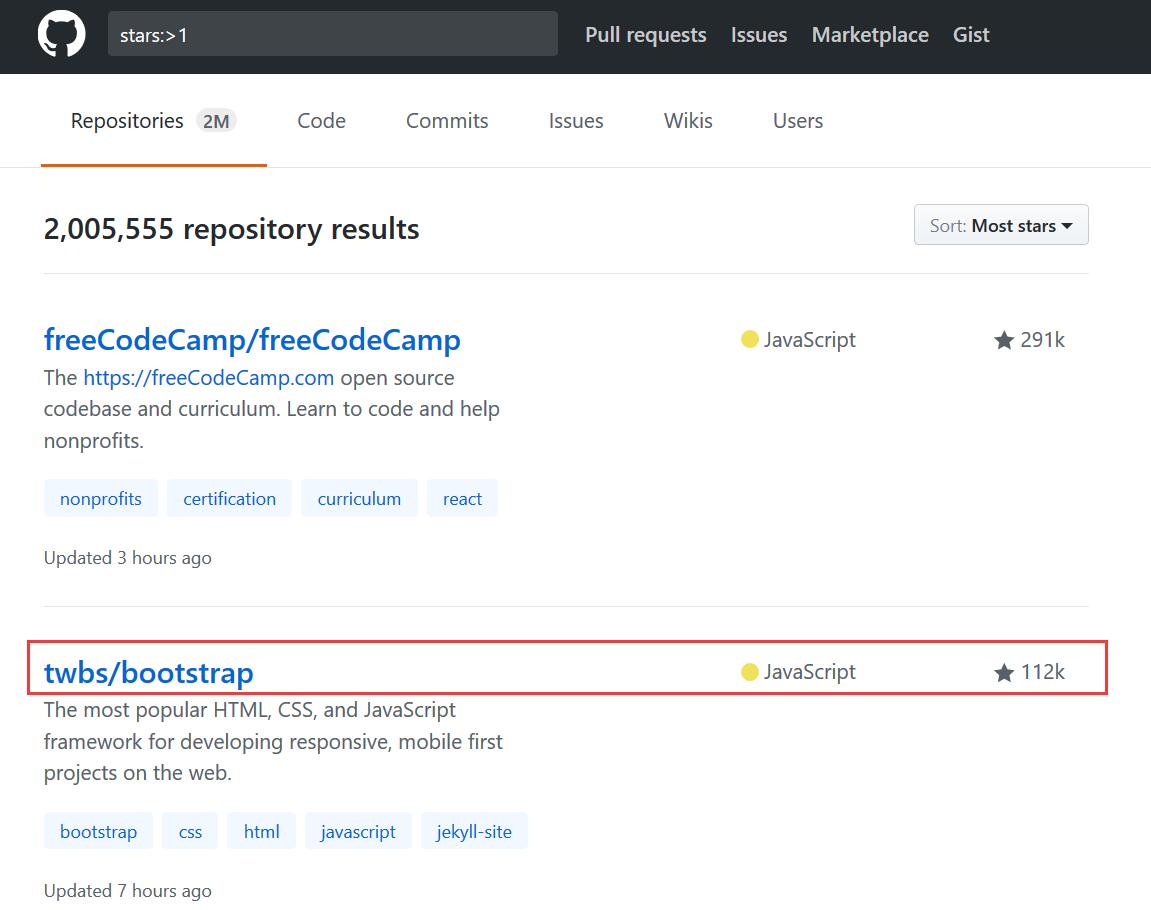 stars:>1 Pull requests Issues Marketplace Gist
Repositories 2M Code Commits Issues Wikis Users
2,005,555 repository results Sort: Most stars
freeCodeCamp/freeCodeCamp JavaScript 291k
The https://freeCodeCamp.com open source
codebase and curriculum. Learn to code and help
nonprofits.
nonprofits certification curriculum react
Updated 3 hours ago
twbs/bootstrap JavaScript 112k
The most popular HTML, CSS, and JavaScript
framework for developing responsive, mobile first
projects on the web.
bootstrap css html javascript jekyll-site
Updated 7 hours ago